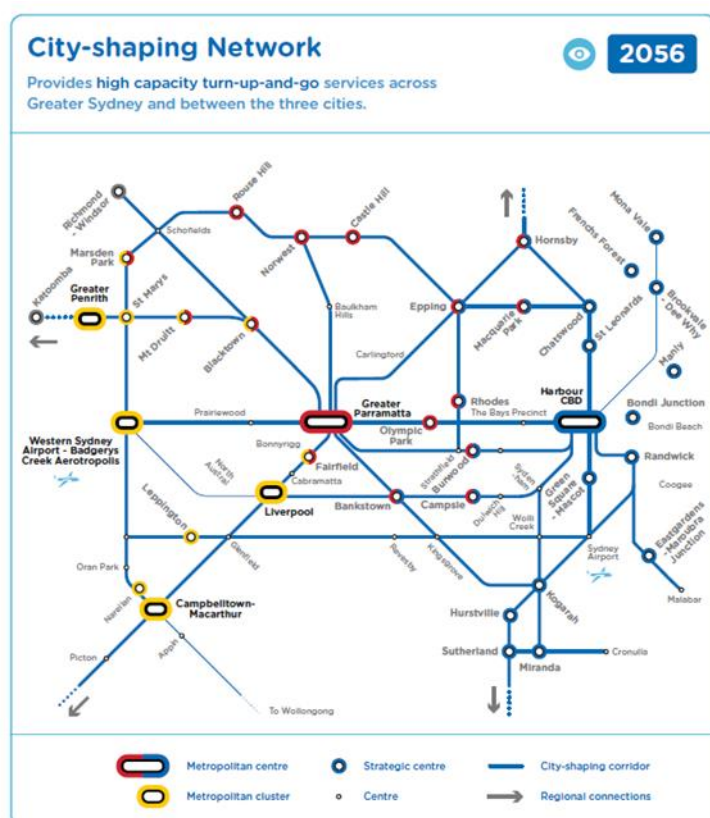 City-shaping Network
2056
Provides high capacity turn-up-and-go services across
Greater Sydney and between the three cities.
Richmond
- Windsor
Schofields
Rouse Hill
Norwest
Castle Hill
Hornsby
Mona Vale
Frenchs Forest
Marsden
Park
Katoomba
Greater
Penrith
St Marys
Mt Druitt
Blacktown
Baulkham
Hills
Epping
Macquarie
Park
Chatswood
St Leonards
Brookvale
- Dee Why
Manly
Carlingford
Greater
Parramatta
Rhodes
Harbour
CBD
Prairiewood
Olympic
Park
The Bays Precinct
Bondi Junction
Bondi Beach
Western Sydney
Airport - Badgerys
Creek Aerotropolis
Bonnyrigg
Fairfield
Cabramatta
North
Austral
Liverpool
Strathfield
Burwood
Bankstown
Campsie
Dulwich
Hill
Syden
-ham
Green
Square
- Mascot
Randwick
Coogee
Leppington
Glenfield
Revesby
Kingsgrove
Wolli
Creek
Sydney
Airport
Eastgardens
-Maroubra
Junction
Malabar
Oran Park
Narellan
Campbelltown-
Macarthur
Hurstville
Kogarah
Picton
Appin
To Wollongong
Sutherland
Miranda
Cronulla
Metropolitan centre
Strategic centre
City-shaping corridor
Metropolitan cluster
Centre
Regional connections